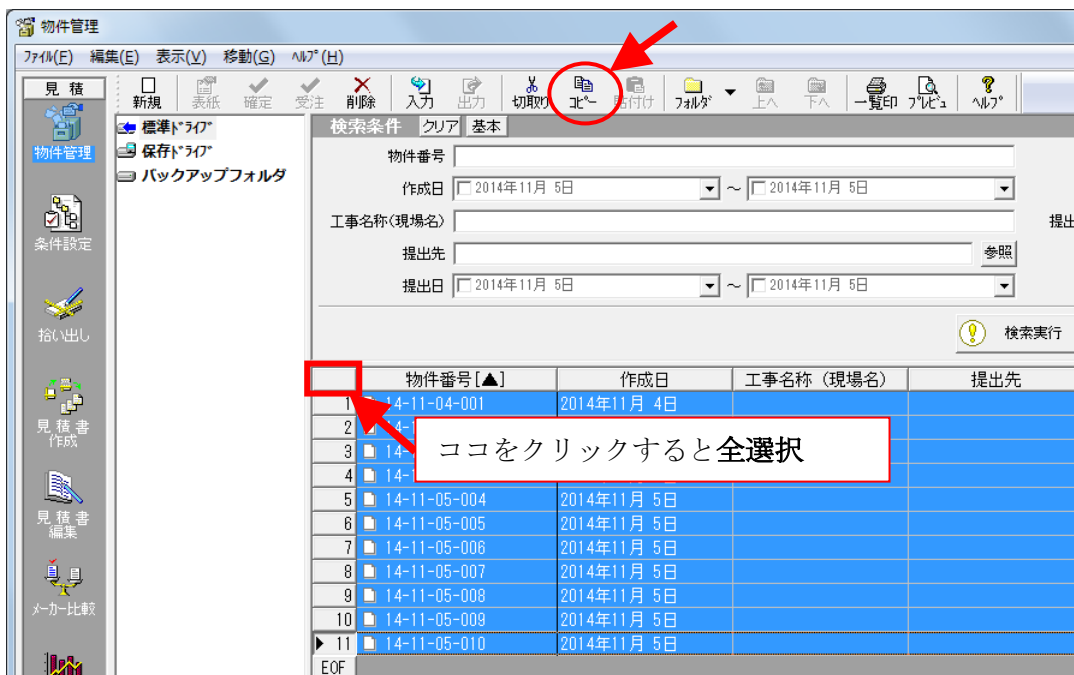 物件管理
ﾌｧｲﾙ(F) 編集(E) 表示(V) 移動(G) ﾍﾙﾌﾟ(H)
見 積
新規 表紙 確定 受注 削除 入力 出力 切取り ｺﾋﾟｰ 貼付け ﾌｫﾙﾀﾞ 上へ 下へ 一覧印 ﾌﾟﾚﾋﾞｭ ﾍﾙﾌﾟ
物件管理
条件設定
拾い出し
見 積 書
作成
見 積 書
編集
ﾒｰｶｰ比較
標準ﾄﾞﾗｲﾌﾞ
保存ﾄﾞﾗｲﾌﾞ
バックアップフォルダ
検索条件 クリア 基本
物件番号
作成日 2014年11月 5日 ～ 2014年11月 5日
工事名称(現場名) 提出
提出先 参照
提出日 2014年11月 5日 ～ 2014年11月 5日
検索実行
物件番号[▲] 作成日 工事名称（現場名） 提出先
1 14-11-04-001 2014年11月 4日
2
3
4
ココをクリックすると全選択
5 14-11-05-004 2014年11月 5日
6 14-11-05-005 2014年11月 5日
7 14-11-05-006 2014年11月 5日
8 14-11-05-007 2014年11月 5日
9 14-11-05-008 2014年11月 5日
10 14-11-05-009 2014年11月 5日
11 14-11-05-010 2014年11月 5日
EOF